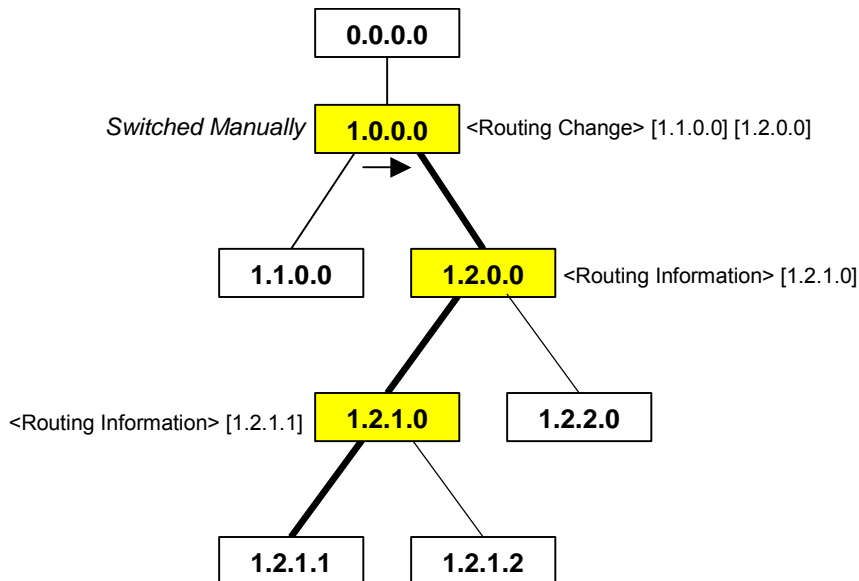 0.0.0.0
Switched Manually
1.0.0.0
<Routing Change> [1.1.0.0] [1.2.0.0]
1.1.0.0
1.2.0.0
<Routing Information> [1.2.1.0]
<Routing Information> [1.2.1.1]
1.2.1.0
1.2.2.0
1.2.1.1
1.2.1.2